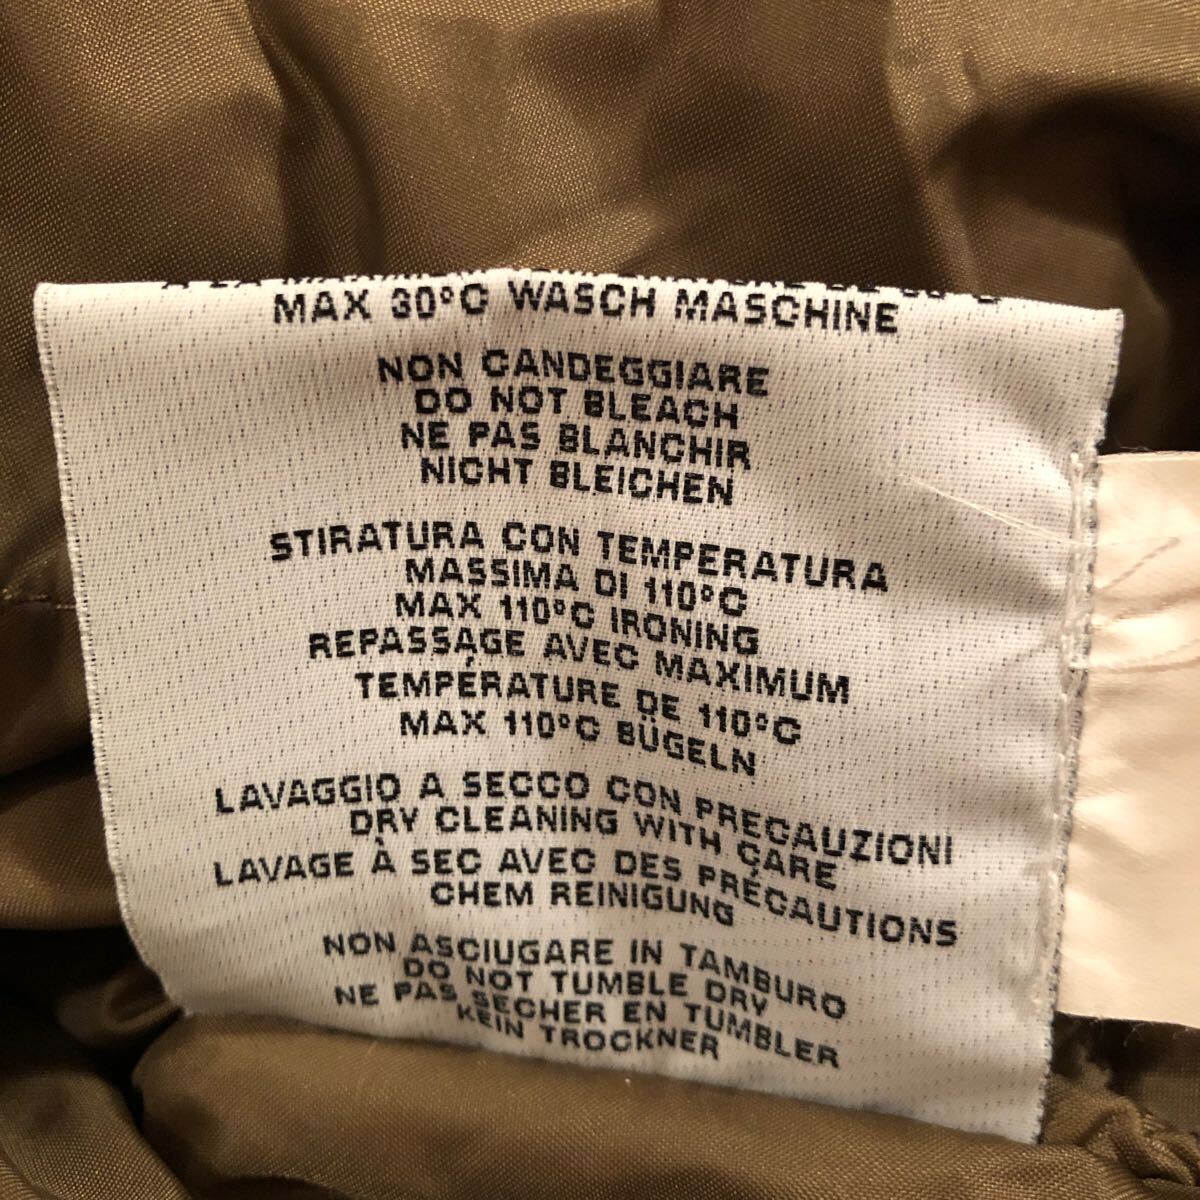 MAX 30°C WASCH MASCHINE
NON CANDEGGIARE
DO NOT BLEACH
NE PAS BLANCHIR
NICHT BLEICHEN
STIRATURA CON TEMPERATURA
MASSIMA DI 110°C
MAX 110°C IRONING
REPASSAGE AVEC MAXIMUM
TEMPÉRATURE DE 110°C
MAX 110°C BÜGELN
LAVAGGIO A SECCO CON PRECAUZIONI
DRY CLEANING WITH CARE
LAVAGE À SEC AVEC DES PRÉCAUTIONS
CHEM REINIGUNG
NON ASCIUGARE IN TAMBURO
DO NOT TUMBLE DRY
NE PAS SECHER EN TUMBLER
KEIN TROCKNER